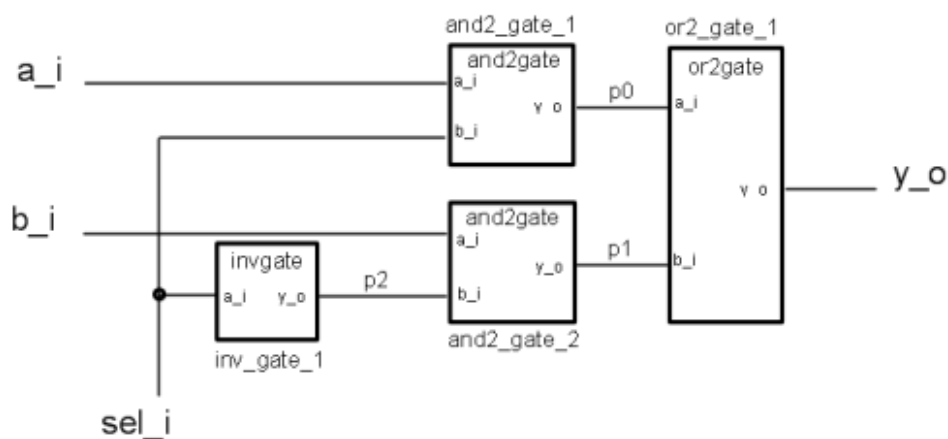 and2_gate_1
or2_gate_1
and2gate
or2gate
a_i
a_i
y_o
p0
a_i
b_i
y_o
y_o
b_i
and2gate
a_i
invgate
y_o
p1
b_i
a_i
y_o
p2
b_i
inv_gate_1
and2_gate_2
sel_i